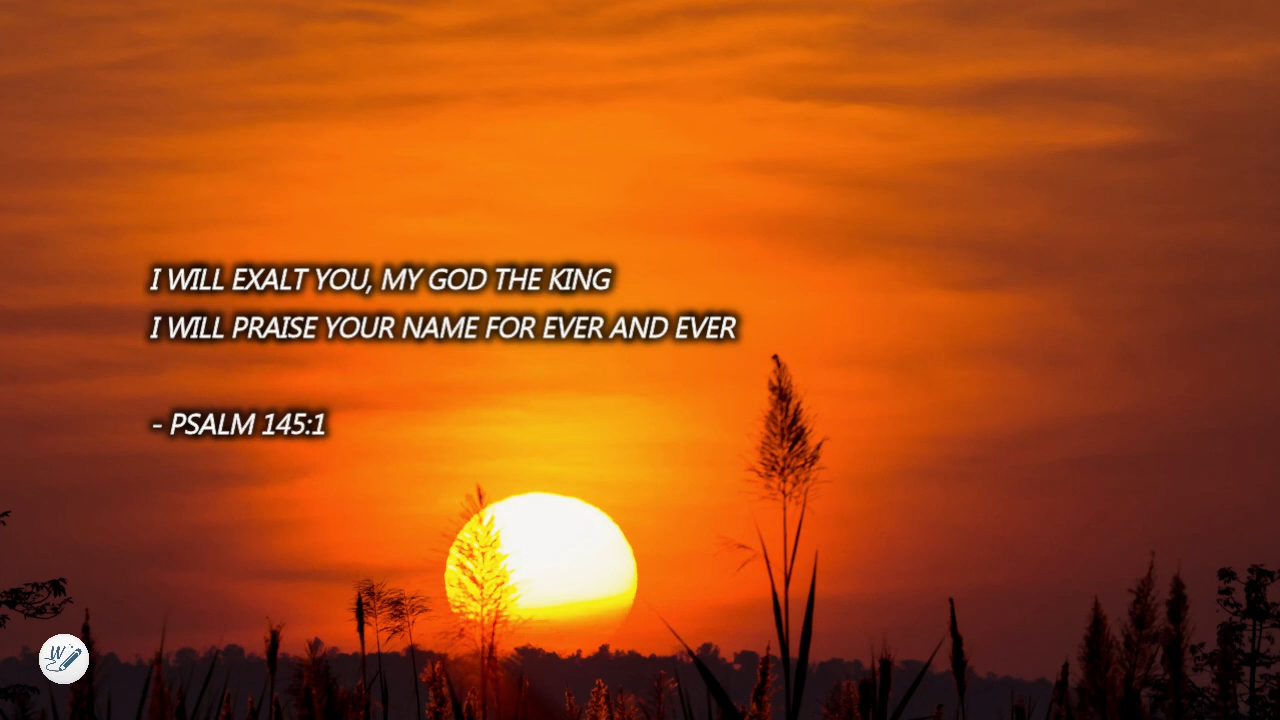 I WILL EXALT YOU, MY GOD THE KING
I WILL PRAISE YOUR NAME FOR EVER AND EVER
- PSALM 145:1
W